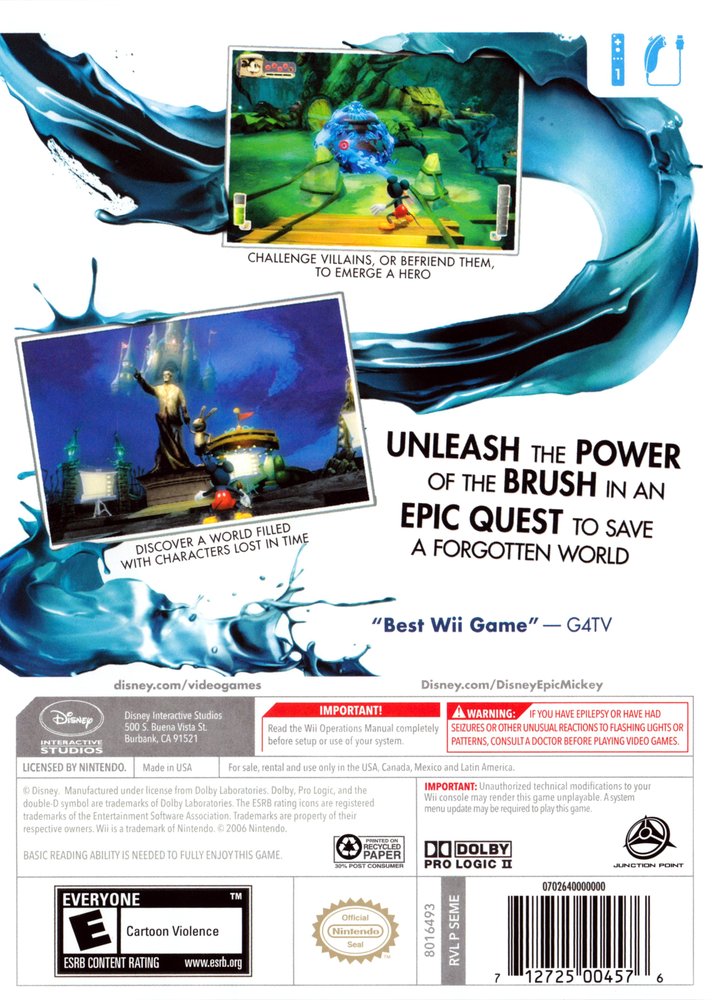 1
CHALLENGE VILLAINS, OR BEFRIEND THEM,
TO EMERGE A HERO
DISCOVER A WORLD FILLED
WITH CHARACTERS LOST IN TIME
UNLEASH THE POWER
OF THE BRUSH IN AN
EPIC QUEST TO SAVE
A FORGOTTEN WORLD
“Best Wii Game” — G4TV
disney.com/videogames
Disney.com/DisneyEpicMickey
Disney
INTERACTIVE
STUDIOS
Disney Interactive Studios
500 S. Buena Vista St.
Burbank, CA 91521
IMPORTANT!
Read the Wii Operations Manual completely
before setup or use of your system.
WARNING: IF YOU HAVE EPILEPSY OR HAVE HAD
SEIZURES OR OTHER UNUSUAL REACTIONS TO FLASHING LIGHTS OR
PATTERNS, CONSULT A DOCTOR BEFORE PLAYING VIDEO GAMES.
LICENSED BY NINTENDO.
Made in USA
For sale, rental and use only in the USA, Canada, Mexico and Latin America.
© Disney. Manufactured under license from Dolby Laboratories. Dolby, Pro Logic, and the
double-D symbol are trademarks of Dolby Laboratories. The ESRB rating icons are registered
trademarks of the Entertainment Software Association. Trademarks are property of their
respective owners. Wii is a trademark of Nintendo. © 2006 Nintendo.
BASIC READING ABILITY IS NEEDED TO FULLY ENJOY THIS GAME.
PRINTED ON
RECYCLED
PAPER
30% POST CONSUMER
IMPORTANT: Unauthorized technical modifications to your
Wii console may render this game unplayable. A system
menu update may be required to play this game.
DOLBY
PRO LOGIC II
JUNCTION POINT
EVERYONE TM
E
Cartoon Violence
ESRB CONTENT RATING www.esrb.org
Official
Nintendo
Seal
TM
8016493
RVL P SEME
0702640000000
7 12725 00457 6